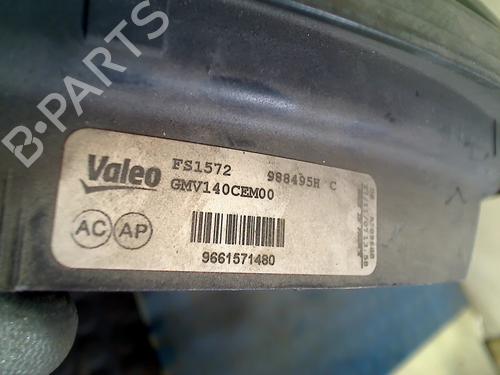 B-PARTS
Valeo
FS1572 988495H C
GMV140CEM00
AC AP
9661571480